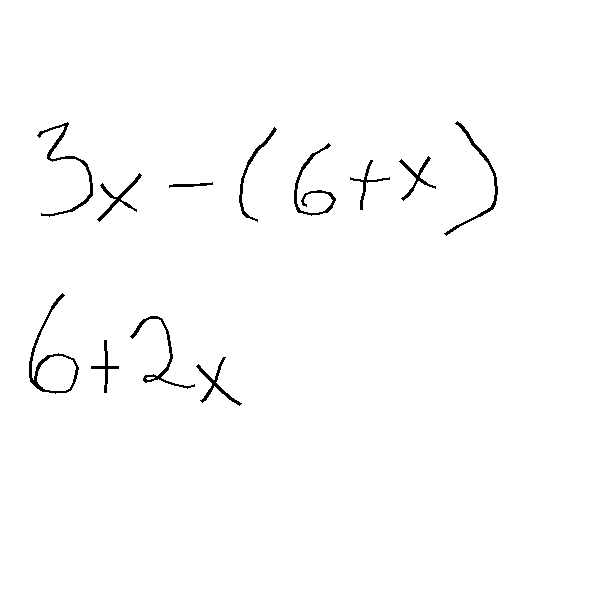 3x - (6 + x)
6 + 2x